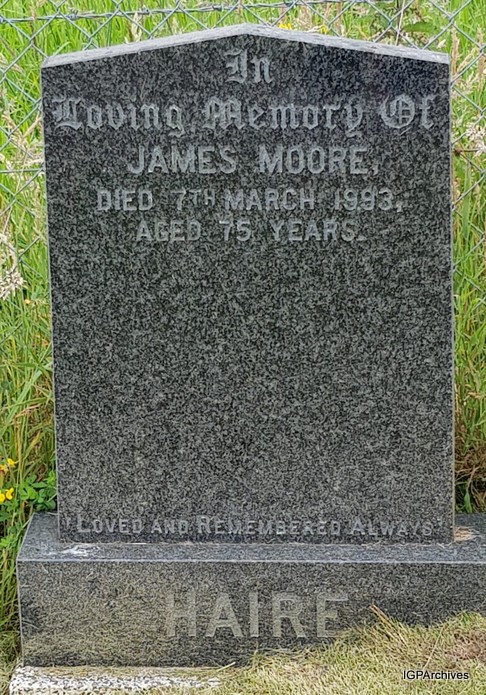 In
Loving Memory Of
JAMES MOORE,
DIED 7TH MARCH 1993,
AGED 75 YEARS.
"LOVED AND REMEMBERED ALWAYS"
HAIRE
IGPArchives